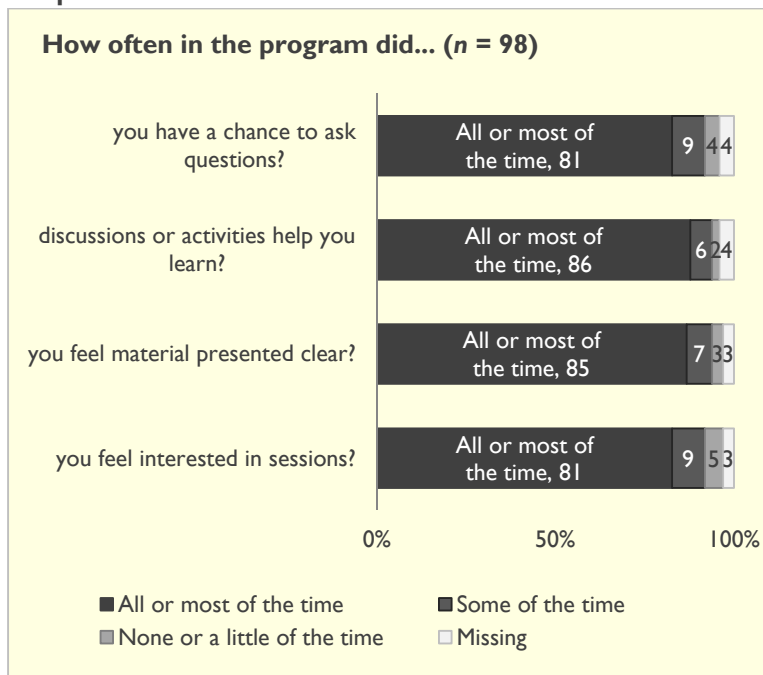 How often in the program did... (n = 98)
you have a chance to ask
questions?
All or most of
the time, 81
9
4
4
discussions or activities help you
learn?
All or most of
the time, 86
6
2
4
you feel material presented clear?
All or most of
the time, 85
7
3
3
you feel interested in sessions?
All or most of
the time, 81
9
5
3
0%
50%
100%
All or most of the time
Some of the time
None or a little of the time
Missing